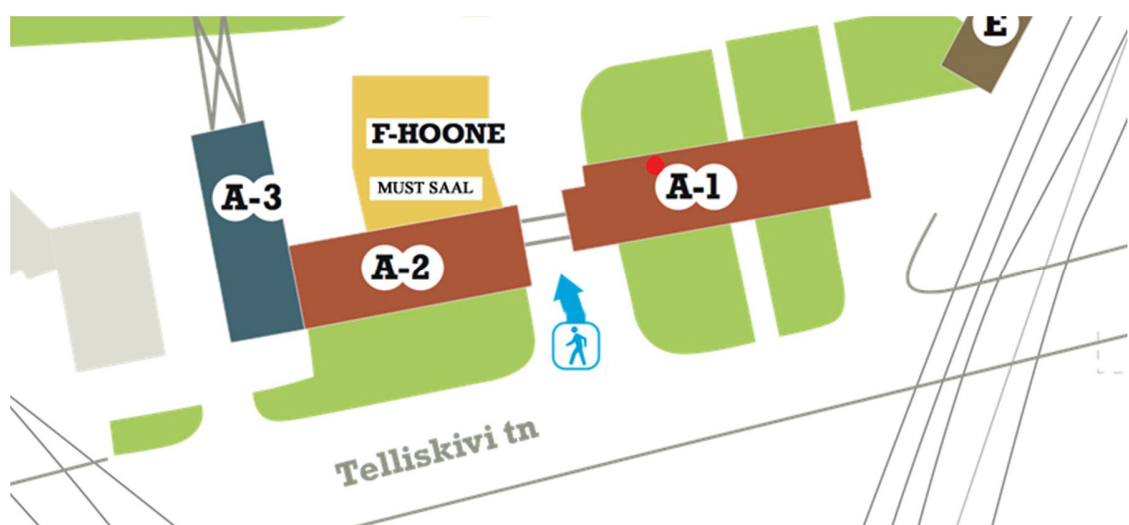 E
F-HOONE
A-1
MUST SAAL
A-3
A-2
Telliskivi tn